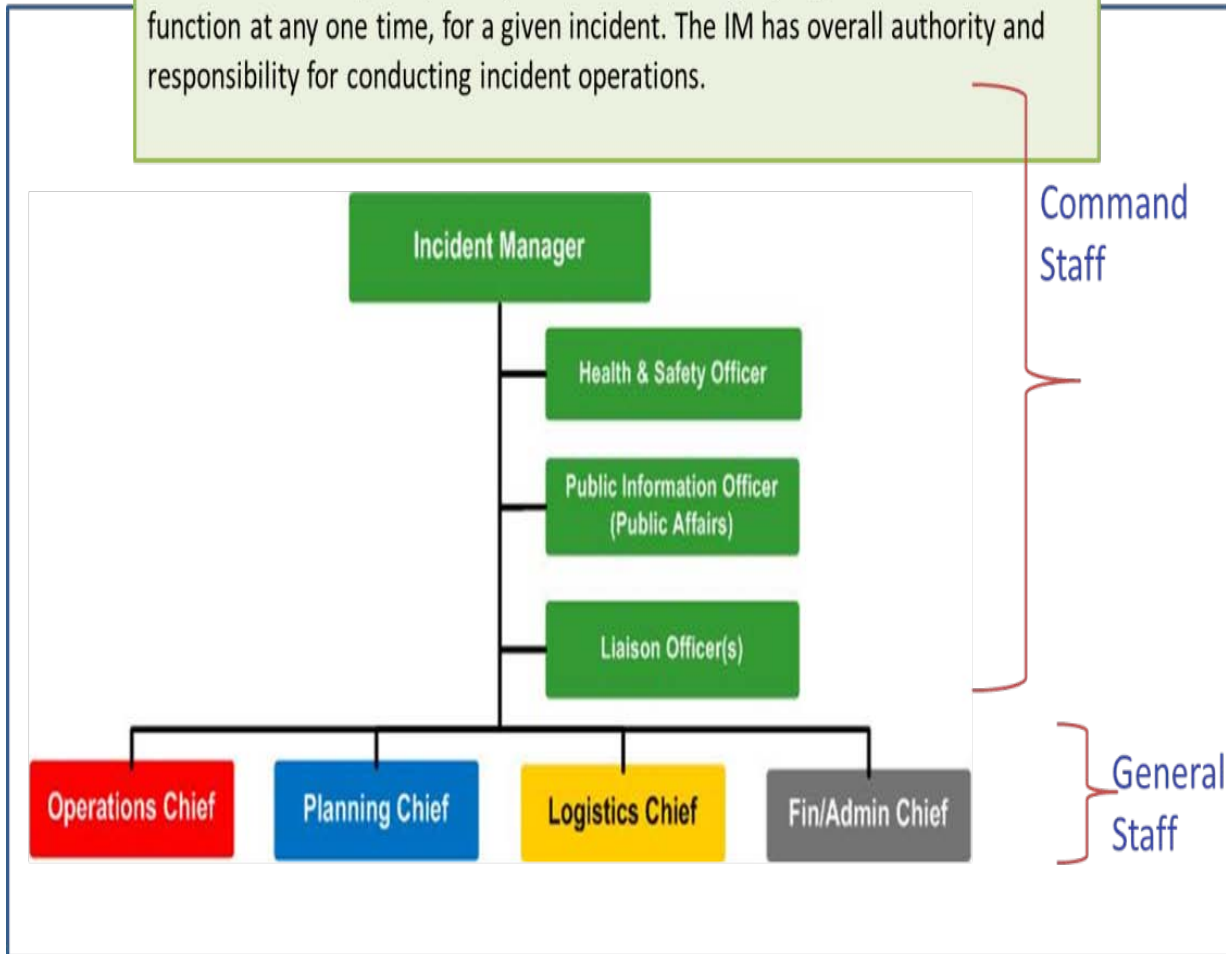 function at any one time, for a given incident. The IM has overall authority and
responsibility for conducting incident operations.
Command
Staff
Incident Manager
Health & Safety Officer
Public Information Officer
(Public Affairs)
Liaison Officer(s)
Operations Chief
Planning Chief
Logistics Chief
Fin/Admin Chief
General
Staff